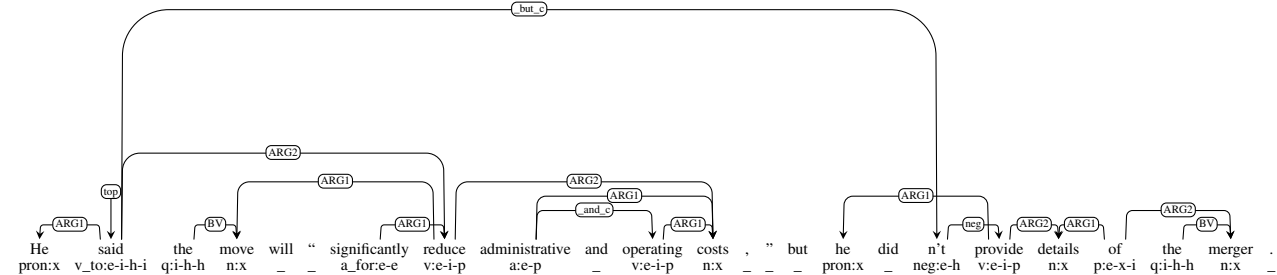 _but_c
ARG2
top ARG1 ARG2
ARG1 ARG1
ARG1 BV ARG1 _and_c ARG1 neg ARG2 ARG1 ARG2 BV
He said the move will “ significantly reduce administrative and operating costs , ” but he did n't provide details of the merger .
pron:x v_to:e-i-h-i q:i-h-h n:x _ _ a_for:e-e v:e-i-p a:e-p _ v:e-i-p n:x _ _ _ pron:x _ neg:e-h v:e-i-p n:x p:e-x-i q:i-h-h n:x _